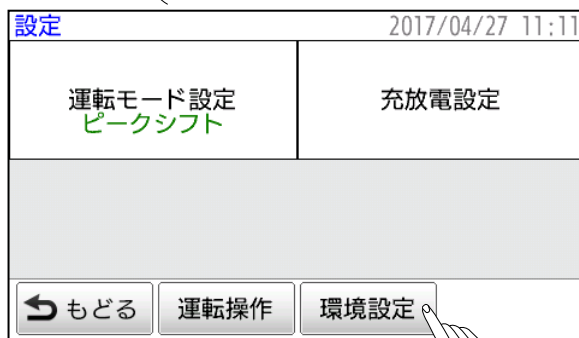 設定 2017/04/27 11:11
運転モード設定 充放電設定
ピークシフト
もどる 運転操作 環境設定